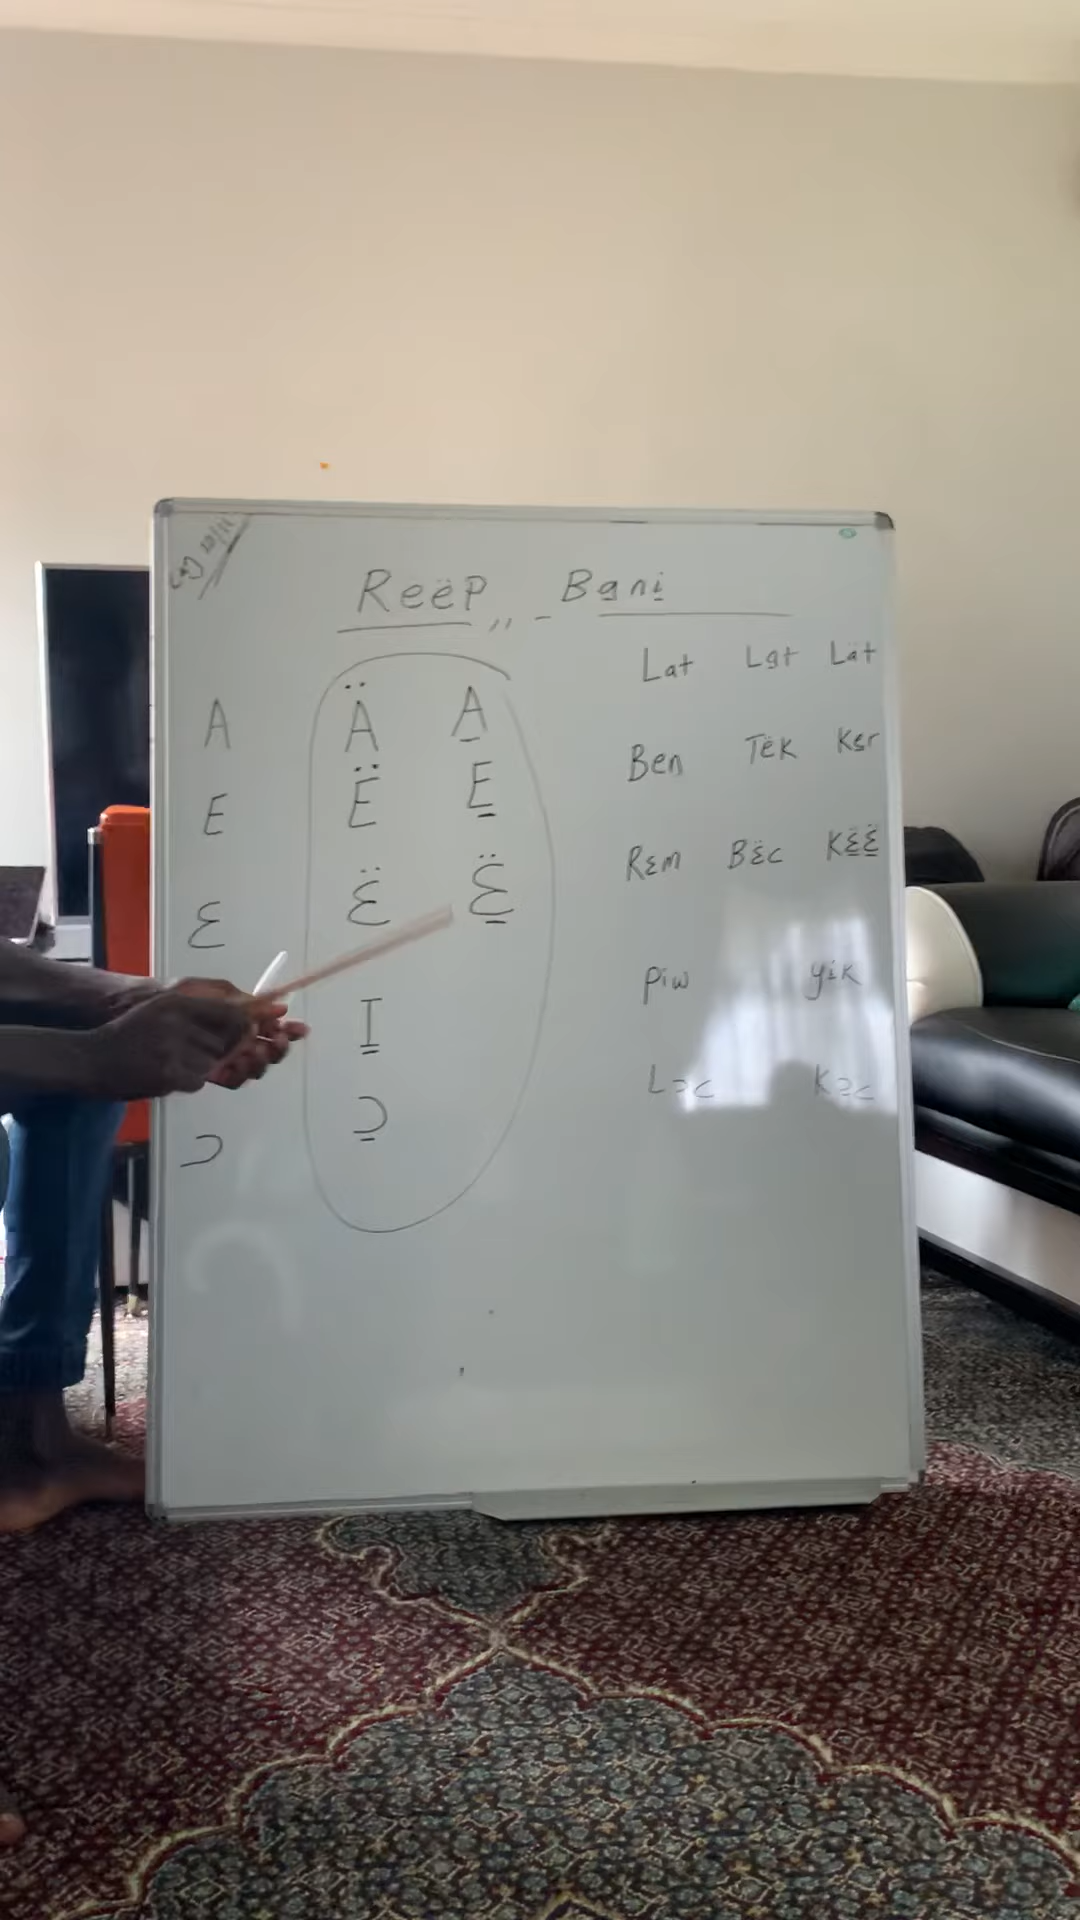 Reëp Ba̱ni̱
Lat La̱t Lät
A Ä A̱
Ben Tëk Ke̱r
E Ë E̱
Rɛm Bɛ̈c Kɛ̱̈ɛ̱̈
Ɛ Ɛ̈ Ɛ̱̈
Piw yi̱k
I̱
Lɔc Kɔ̱c
Ɔ Ɔ̱